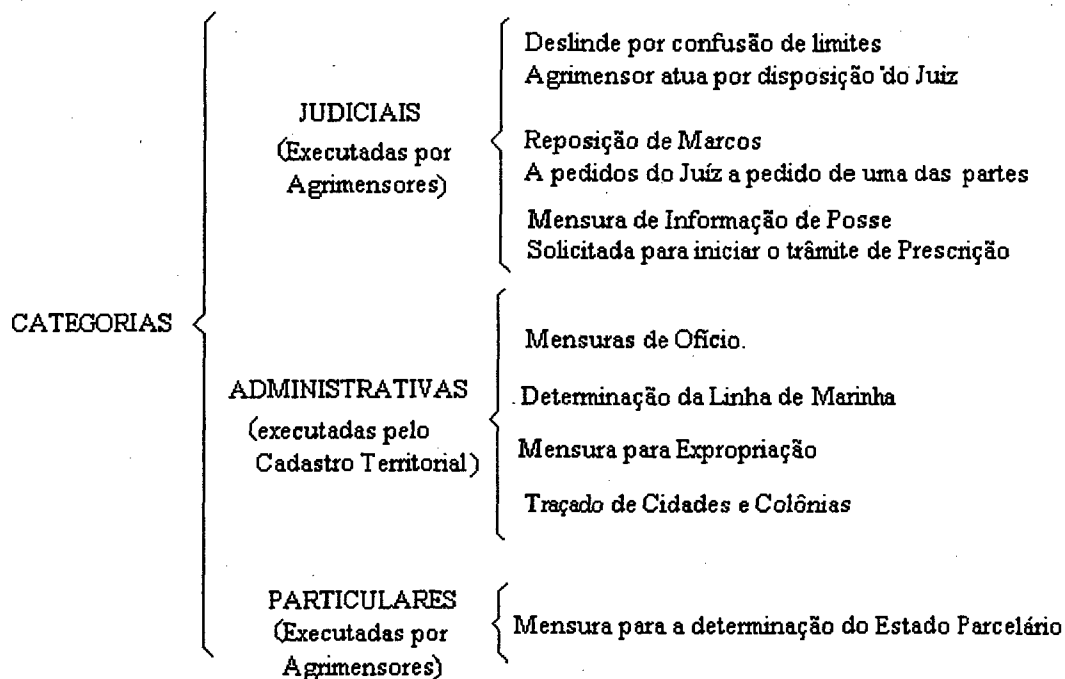 CATEGORIAS
JUDICIAIS
(Executadas por
Agrimensores)
Deslinde por confusão de limites
Agrimensor atua por disposição do Juiz
Reposição de Marcos
A pedidos do Juíz a pedido de uma das partes
Mensura de Informação de Posse
Solicitada para iniciar o trâmite de Prescrição
ADMINISTRATIVAS
(executadas pelo
Cadastro Territorial)
Mensuras de Ofício.
Determinação da Linha de Marinha
Mensura para Expropriação
Traçado de Cidades e Colônias
PARTICULARES
(Executadas por
Agrimensores)
Mensura para a determinação do Estado Parcelário